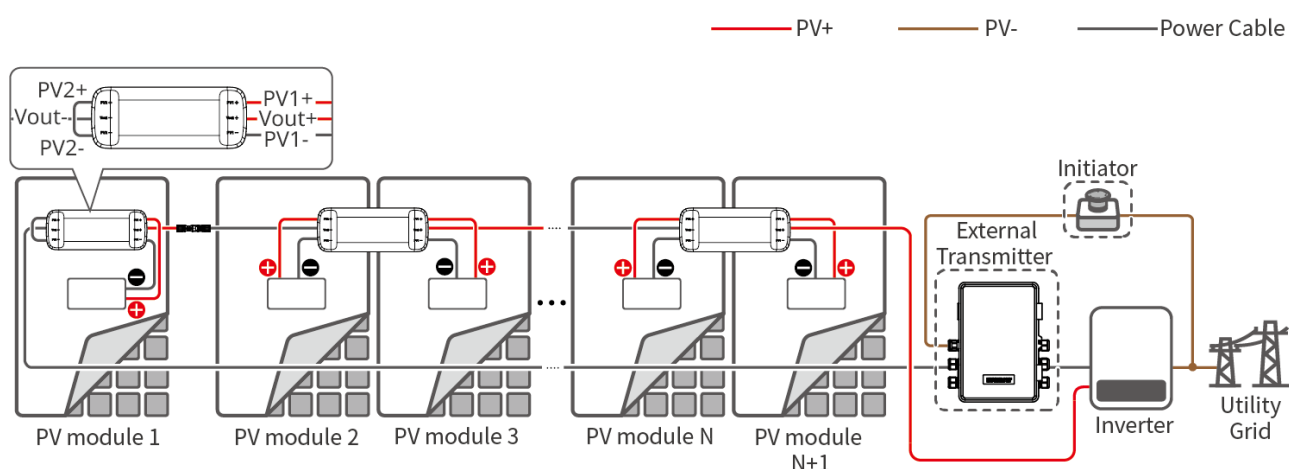 PV+
PV-
Power Cable
PV2+
Vout-
PV2-
PV1+
Vout+
PV1-
Initiator
External
Transmitter
PV module 1
PV module 2
PV module 3
PV module N
PV module
N+1
Inverter
Utility
Grid